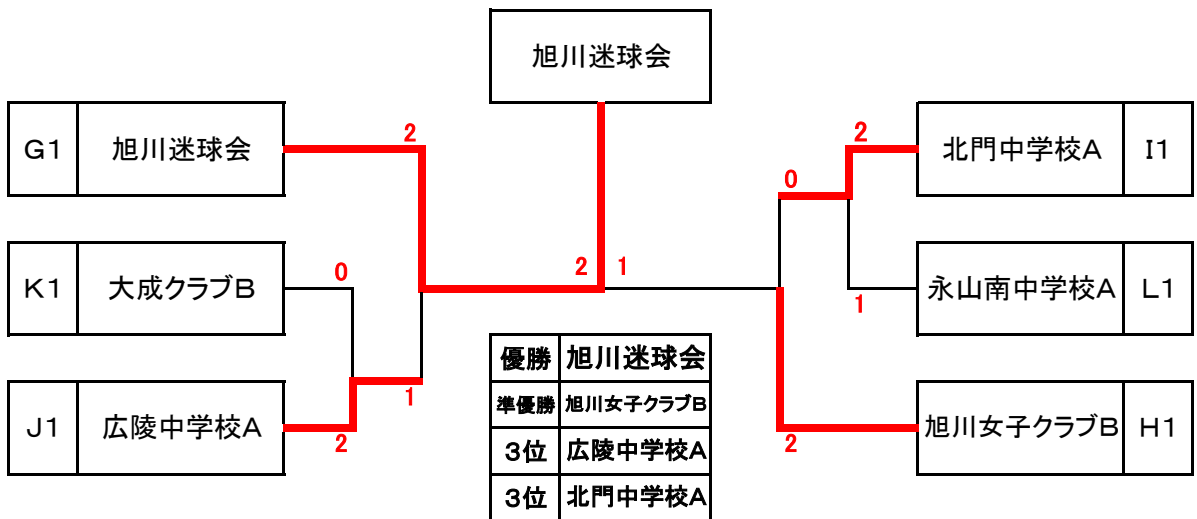 旭川迷球会
G1 旭川迷球会
2
2
北門中学校A I1
0
K1 大成クラブB
0
2 1
永山南中学校A L1
1
J1 広陵中学校A
1
2
2
旭川女子クラブB H1
優勝 旭川迷球会
準優勝 旭川女子クラブB
3位 広陵中学校A
3位 北門中学校A